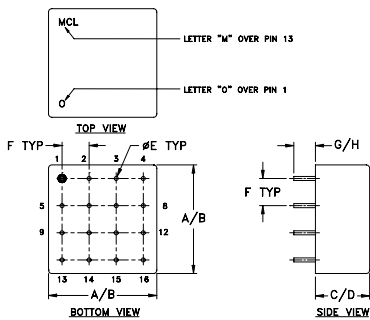 MCL
LETTER "M" OVER PIN 13
O
LETTER "O" OVER PIN 1
TOP VIEW
F TYP
ØE TYP
G/H
1 2 3 4
F TYP
5 8
A/B
9 12
13 14 15 16
A/B
C/D
BOTTOM VIEW
SIDE VIEW